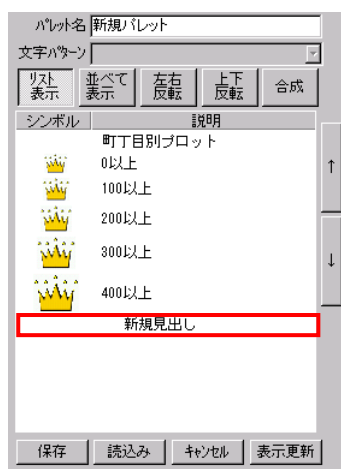 ﾊﾟﾚｯﾄ名 新規パレット
文字ﾊﾟﾀｰﾝ
ﾘｽﾄ表示 並べて表示 左右反転 上下反転 合成
シンボル 説明
町丁目別プロット
0以上
100以上
200以上
300以上
400以上
新規見出し
↑
↓
保存 読込み ｷｬﾝｾﾙ 表示更新